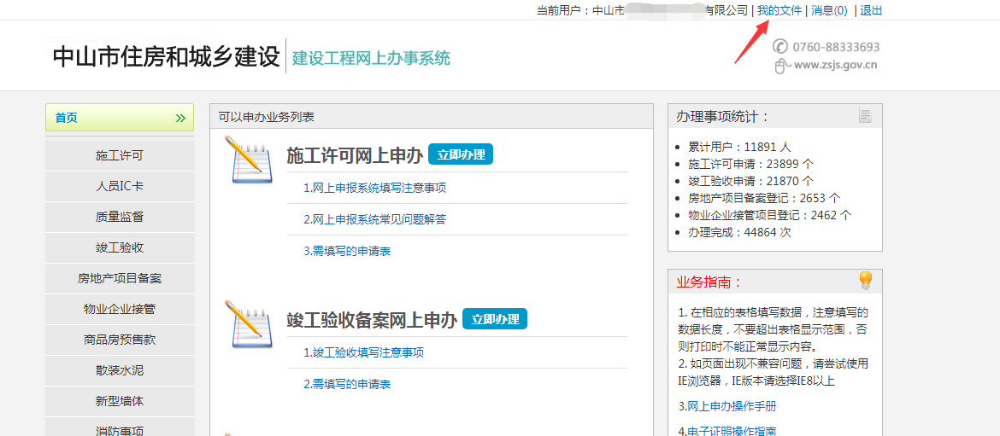 当前用户：中山市 有限公司 | 我的文件 | 消息(0) | 退出
中山市住房和城乡建设 建设工程网上办事系统
0760-88333693
www.zsjs.gov.cn
首页
施工许可
人员IC卡
质量监督
竣工验收
房地产项目备案
物业企业接管
商品房预售款
散装水泥
新型墙体
消防事项
可以申办业务列表
施工许可网上申办 立即办理
1.网上申报系统填写注意事项
2.网上申报系统常见问题解答
3.需填写的申请表
竣工验收备案网上申办 立即办理
1.竣工验收填写注意事项
2.需填写的申请表
办理事项统计：
累计用户：11891 人
施工许可申请：23899 个
竣工验收申请：21870 个
房地产项目备案登记：2653 个
物业企业接管项目登记：2462 个
办理完成：44864 次
业务指南：
1. 在相应的表格填写数据，注意填写的
数据长度，不要超出表格显示范围，否
则打印时不能正常显示内容。
2. 如页面出现不兼容问题，请尝试使用
IE浏览器，IE版本请选择IE8以上
3.网上申办操作手册
4.电子证照操作指南